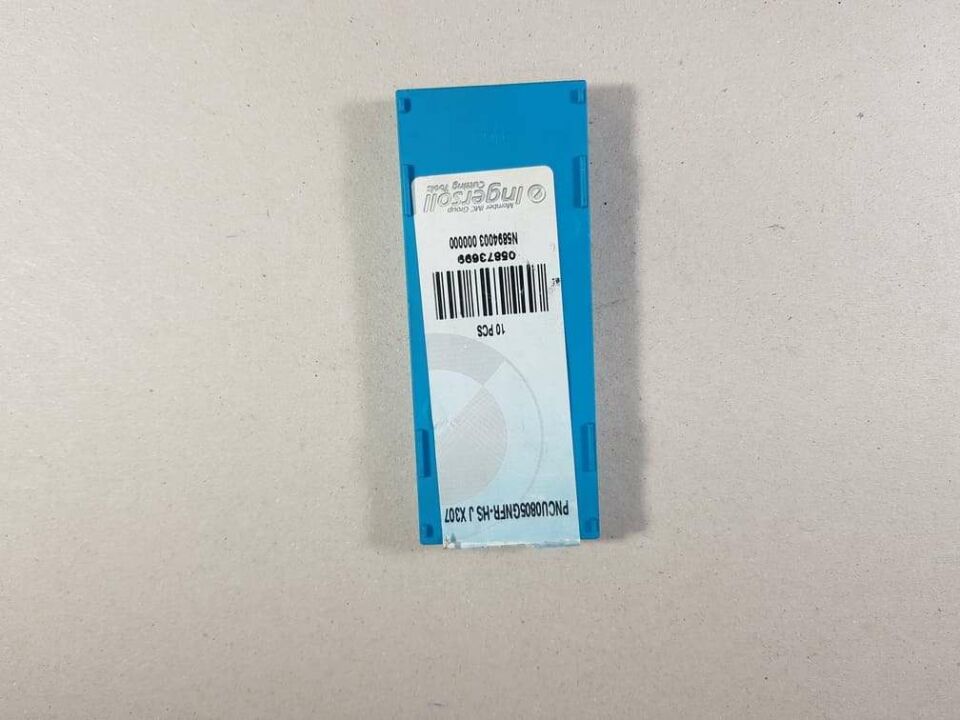 PNCU0805GNFR-HS J X307
10 PCS
05873699
N5894003 000000
Member IMC Group
Ingersoll
Cutting Tools